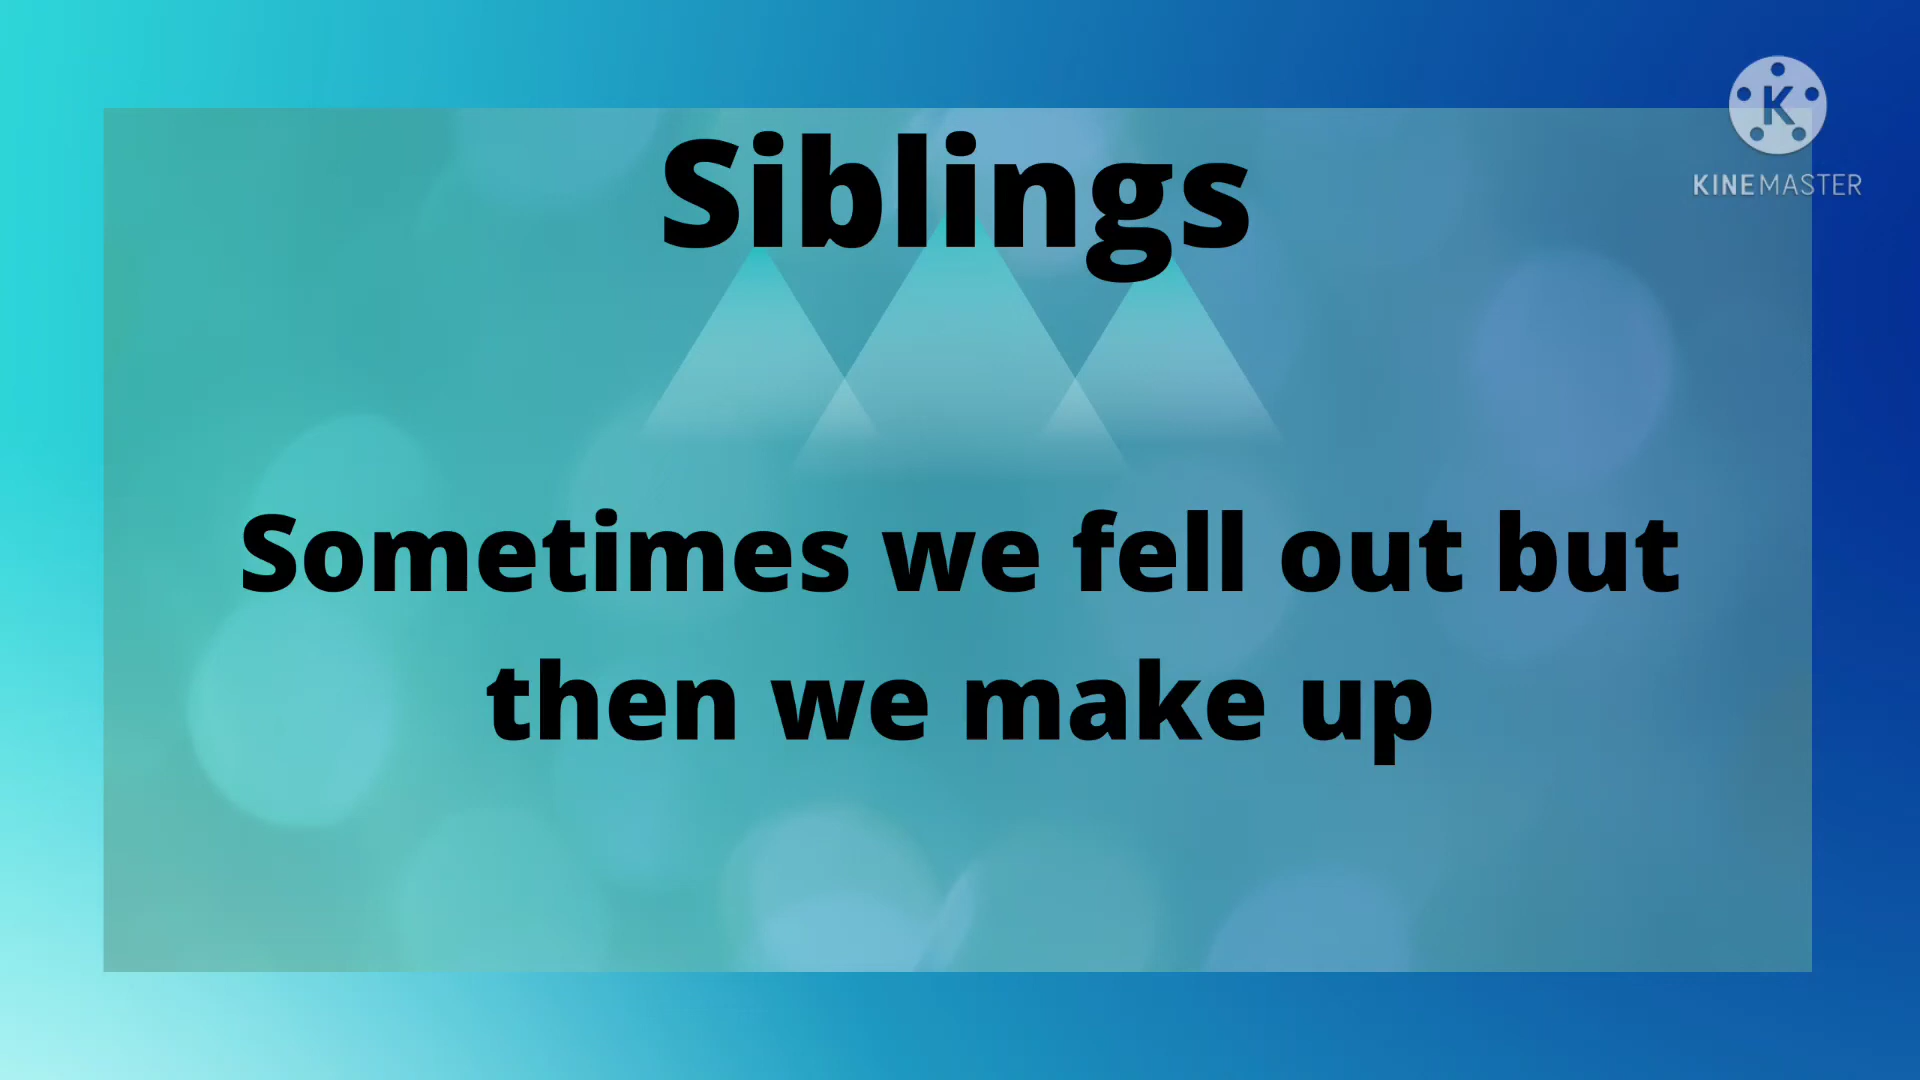 Siblings
K
KINEMASTER
Sometimes we fell out but
then we make up